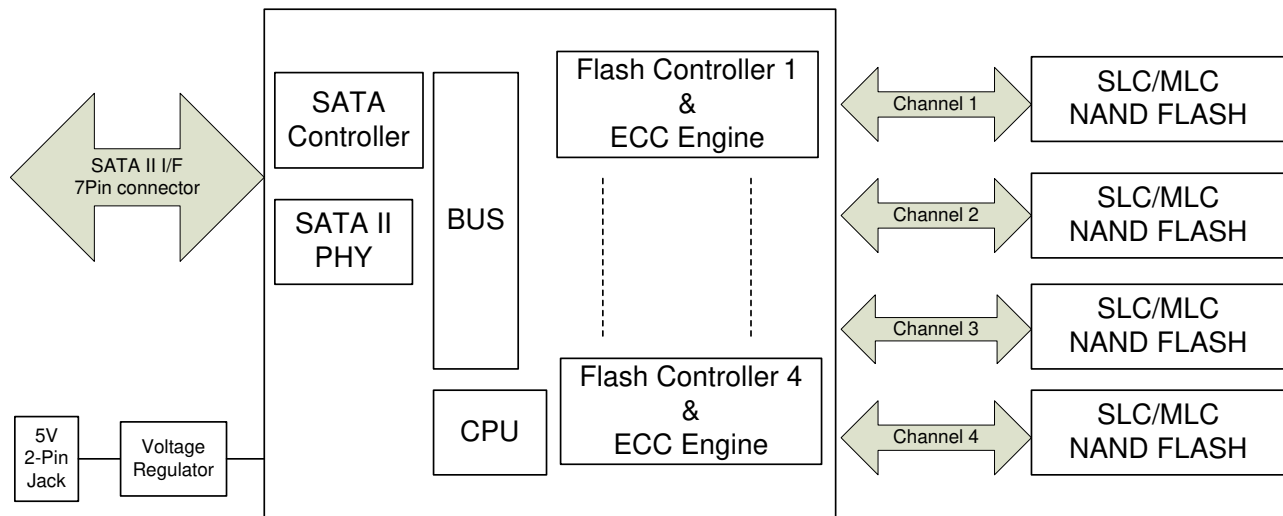 SATA II I/F
7Pin connector
SATA
Controller
SATA II
PHY
BUS
CPU
Flash Controller 1
&
ECC Engine
Flash Controller 4
&
ECC Engine
Channel 1
SLC/MLC
NAND FLASH
Channel 2
SLC/MLC
NAND FLASH
Channel 3
SLC/MLC
NAND FLASH
Channel 4
SLC/MLC
NAND FLASH
5V
2-Pin
Jack
Voltage
Regulator